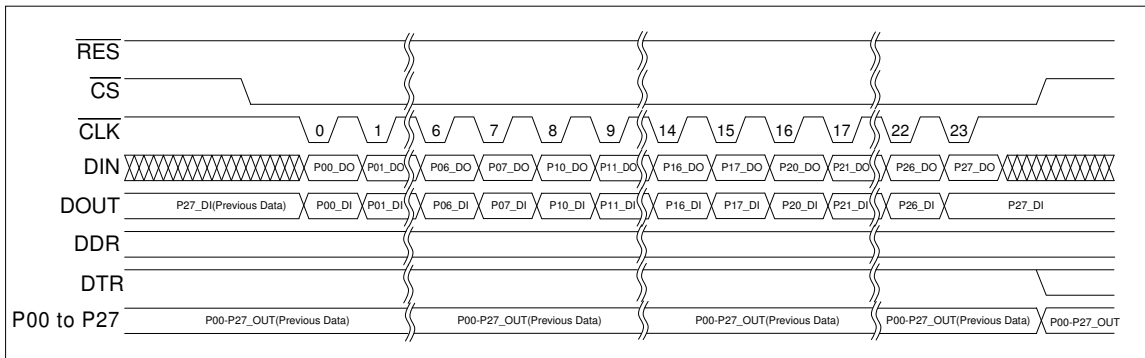 RES
CS
CLK 0 1 6 7 8 9 14 15 16 17 22 23
DIN P00_DO P01_DO P06_DO P07_DO P10_DO P11_DO P16_DO P17_DO P20_DO P21_DO P26_DO P27_DO
DOUT P27_DI(Previous Data) P00_DI P01_DI P06_DI P07_DI P10_DI P11_DI P16_DI P17_DI P20_DI P21_DI P26_DI P27_DI
DDR
DTR
P00 to P27 P00-P27_OUT(Previous Data) P00-P27_OUT(Previous Data) P00-P27_OUT(Previous Data) P00-P27_OUT(Previous Data) P00-P27_OUT